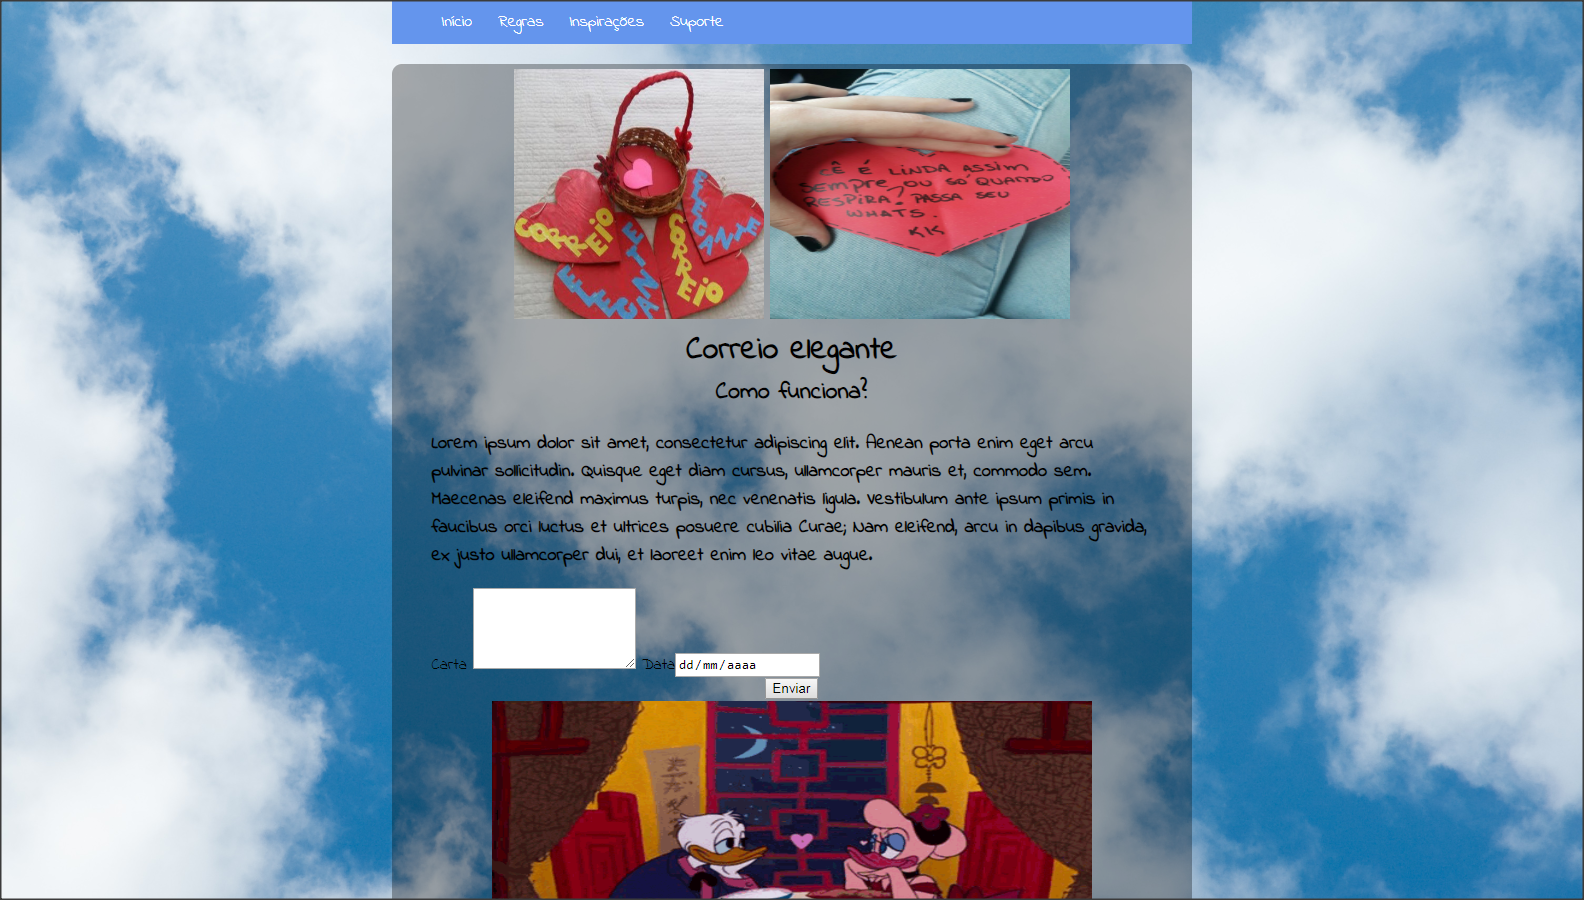 Início Regras Inspirações Suporte
CORREIO
ELEGANTE
CORREIO
ELEGANTE
CÊ É LINDA ASSIM
SEMPRE, OU SÓ QUANDO
RESPIRA? PASSA SEU
WHATS.
KK
Correio elegante
Como funciona?
Lorem ipsum dolor sit amet, consectetur adipiscing elit. Aenean porta enim eget arcu
pulvinar sollicitudin. Quisque eget diam cursus, ullamcorper mauris et, commodo sem.
Maecenas eleifend maximus turpis, nec venenatis ligula. Vestibulum ante ipsum primis in
faucibus orci luctus et ultrices posuere cubilia Curae; Nam eleifend, arcu in dapibus gravida,
ex justo ullamcorper dui, et laoreet enim leo vitae augue.
Carta Data dd/mm/aaaa
Enviar